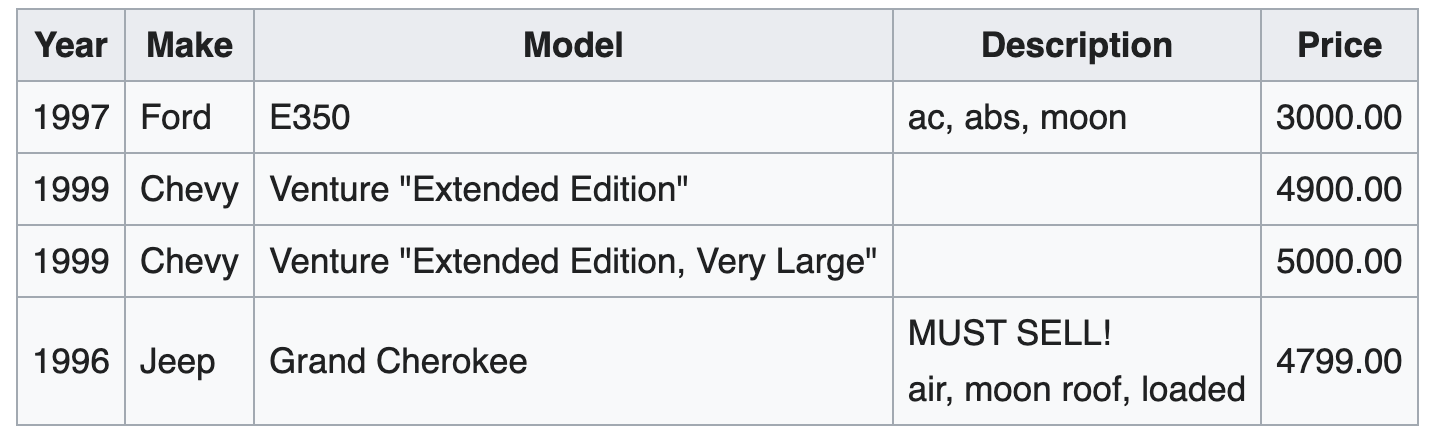 Year Make Model Description Price
1997 Ford E350 ac, abs, moon 3000.00
1999 Chevy Venture "Extended Edition" 4900.00
1999 Chevy Venture "Extended Edition, Very Large" 5000.00
1996 Jeep Grand Cherokee MUST SELL!
air, moon roof, loaded 4799.00